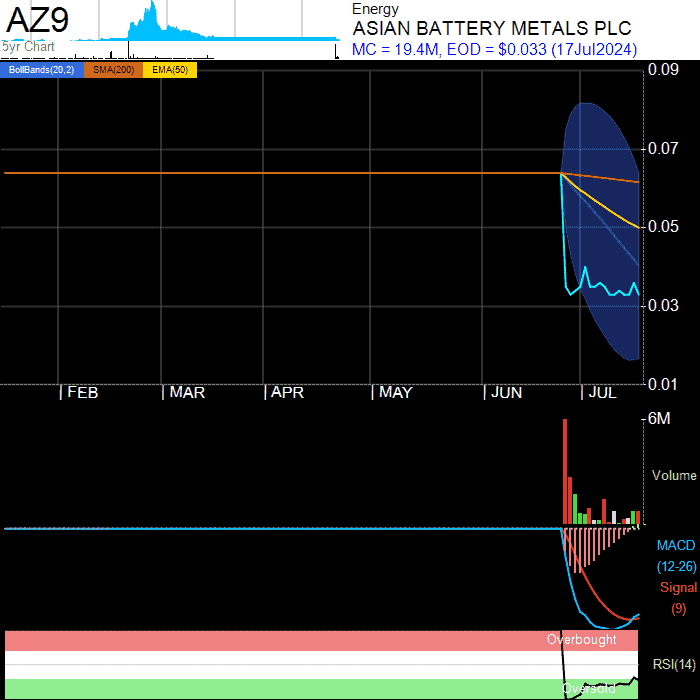 AZ9
5yr Chart
Energy
ASIAN BATTERY METALS PLC
MC = 19.4M, EOD = $0.033 (17Jul2024)
BollBands(20,2) SMA(200) EMA(50)
0.09
0.07
0.05
0.03
0.01
FEB MAR APR MAY JUN JUL
6M
Volume
MACD
(12-26)
Signal
(9)
Overbought
RSI(14)
Oversold